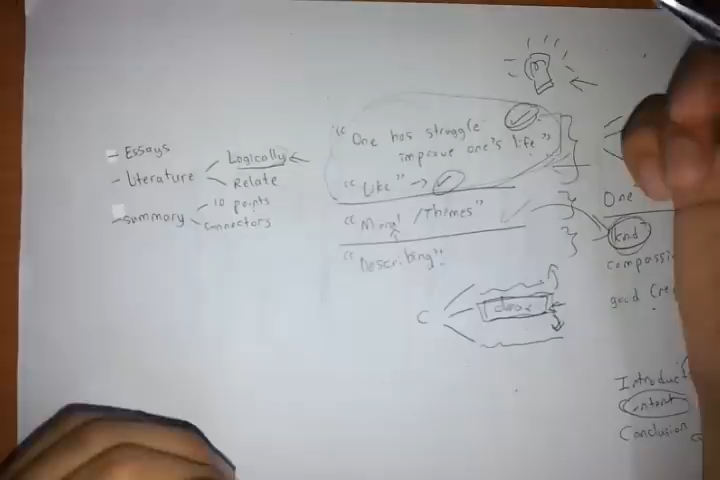 - Essays
- Literature
Logically
Relate
- Summary
10 points
connectors
"One has struggle
improve one's life"
"Like" →
"Moral / Themes"
"Describing"
C
One
kind
compassi
good
Introduct
Content
Conclusion